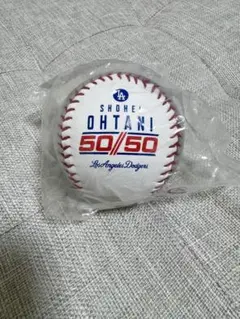 LA
SHOHEI
OHTANI
50//50
Los Angeles Dodgers